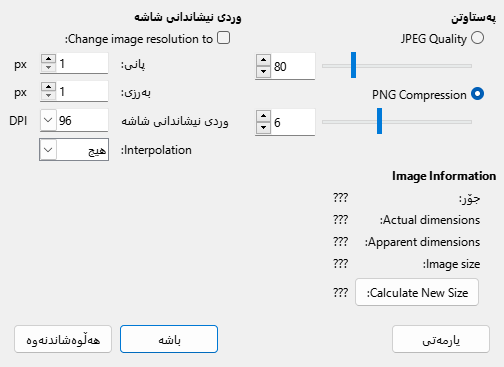 پەستاوتن
JPEG Quality
80
PNG Compression
6
وردی نیشاندانی شاشە
Change image resolution to:
پانی: 1 px
بەرزی: 1 px
وردی نیشاندانی شاشە 96 DPI
Interpolation: هیچ
Image Information
جۆر: ???
Actual dimensions: ???
Apparent dimensions: ???
Image size: ???
Calculate New Size: ???
یارمەتی
باشە
هەڵوەشاندنەوە